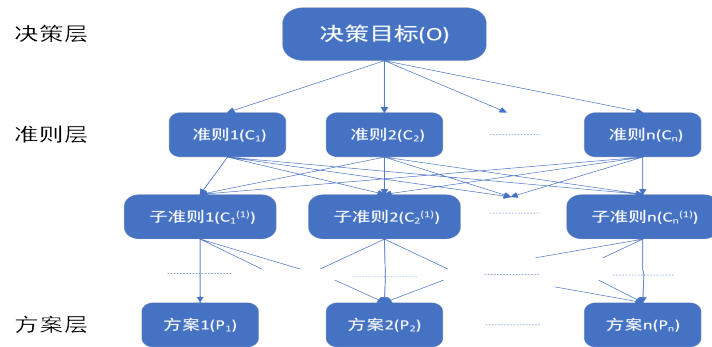 决策层
决策目标(O)
准则层
准则1(C₁)
准则2(C₂)
准则n(Cₙ)
子准则1(C₁⁽¹⁾)
子准则2(C₂⁽¹⁾)
子准则n(Cₙ⁽¹⁾)
方案层
方案1(P₁)
方案2(P₂)
方案n(Pₙ)